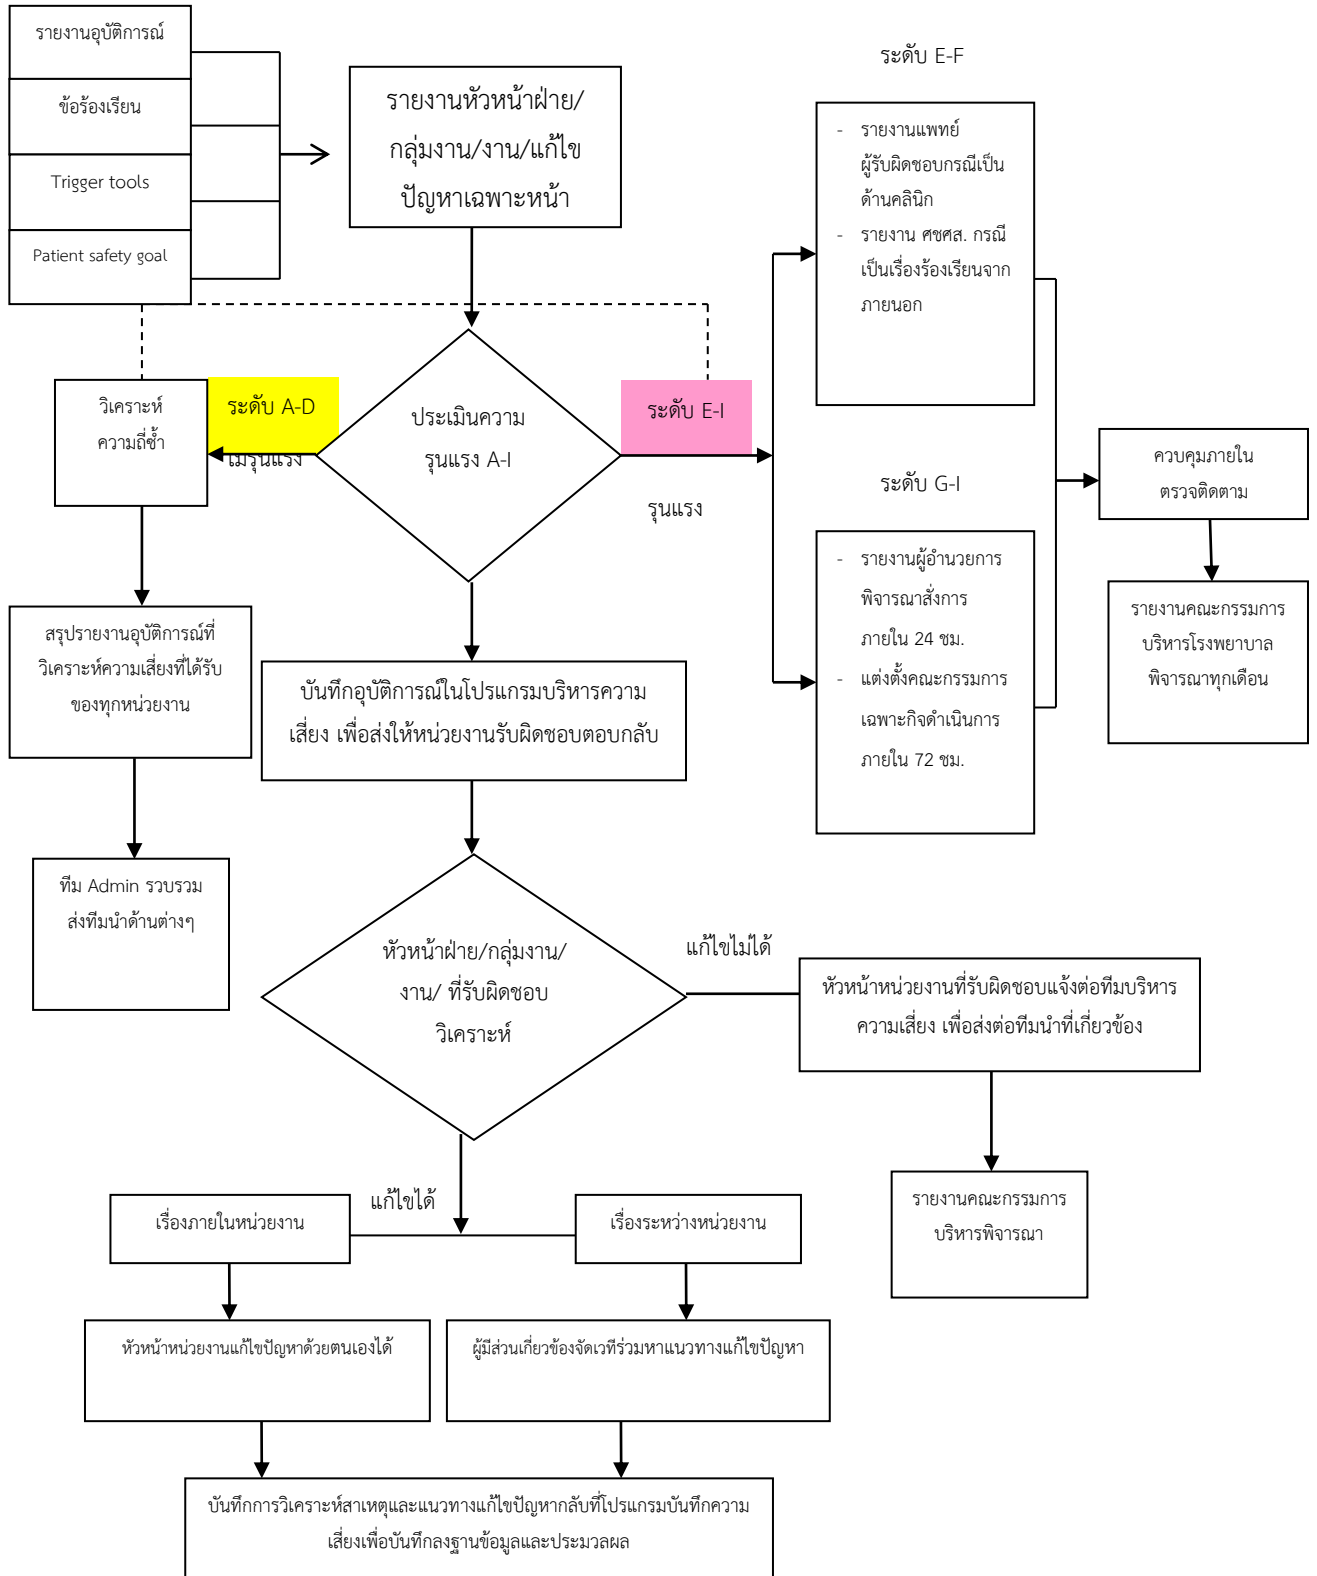 รายงานอุบัติการณ์
ข้อร้องเรียน
Trigger tools
Patient safety goal
รายงานหัวหน้าฝ่าย/
กลุ่มงาน/งาน/แก้ไข
ปัญหาเฉพาะหน้า
ระดับ E-F
- รายงานแพทย์
ผู้รับผิดชอบกรณีเป็น
ด้านคลินิก
- รายงาน ศชศส. กรณี
เป็นเรื่องร้องเรียนจาก
ภายนอก
วิเคราะห์
ความถี่ซ้ำ
ระดับ A-D
ไม่รุนแรง
ประเมินความ
รุนแรง A-I
ระดับ E-I
รุนแรง
ระดับ G-I
- รายงานผู้อำนวยการ
พิจารณาสั่งการ
ภายใน 24 ชม.
- แต่งตั้งคณะกรรมการ
เฉพาะกิจดำเนินการ
ภายใน 72 ชม.
ควบคุมภายใน
ตรวจติดตาม
รายงานคณะกรรมการ
บริหารโรงพยาบาล
พิจารณาทุกเดือน
สรุปรายงานอุบัติการณ์ที่
วิเคราะห์ความเสี่ยงที่ได้รับ
ของทุกหน่วยงาน
บันทึกอุบัติการณ์ในโปรแกรมบริหารความ
เสี่ยง เพื่อส่งให้หน่วยงานรับผิดชอบตอบกลับ
ทีม Admin รวบรวม
ส่งทีมนำด้านต่างๆ
หัวหน้าฝ่าย/กลุ่มงาน/
งาน/ ที่รับผิดชอบ
วิเคราะห์
แก้ไขไม่ได้
หัวหน้าหน่วยงานที่รับผิดชอบแจ้งต่อทีมบริหาร
ความเสี่ยง เพื่อส่งต่อทีมนำที่เกี่ยวข้อง
รายงานคณะกรรมการ
บริหารพิจารณา
แก้ไขได้
เรื่องภายในหน่วยงาน
เรื่องระหว่างหน่วยงาน
หัวหน้าหน่วยงานแก้ไขปัญหาด้วยตนเองได้
ผู้มีส่วนเกี่ยวข้องจัดเวทีร่วมหาแนวทางแก้ไขปัญหา
บันทึกการวิเคราะห์สาเหตุและแนวทางแก้ไขปัญหากลับที่โปรแกรมบันทึกความ
เสี่ยงเพื่อบันทึกลงฐานข้อมูลและประมวลผล